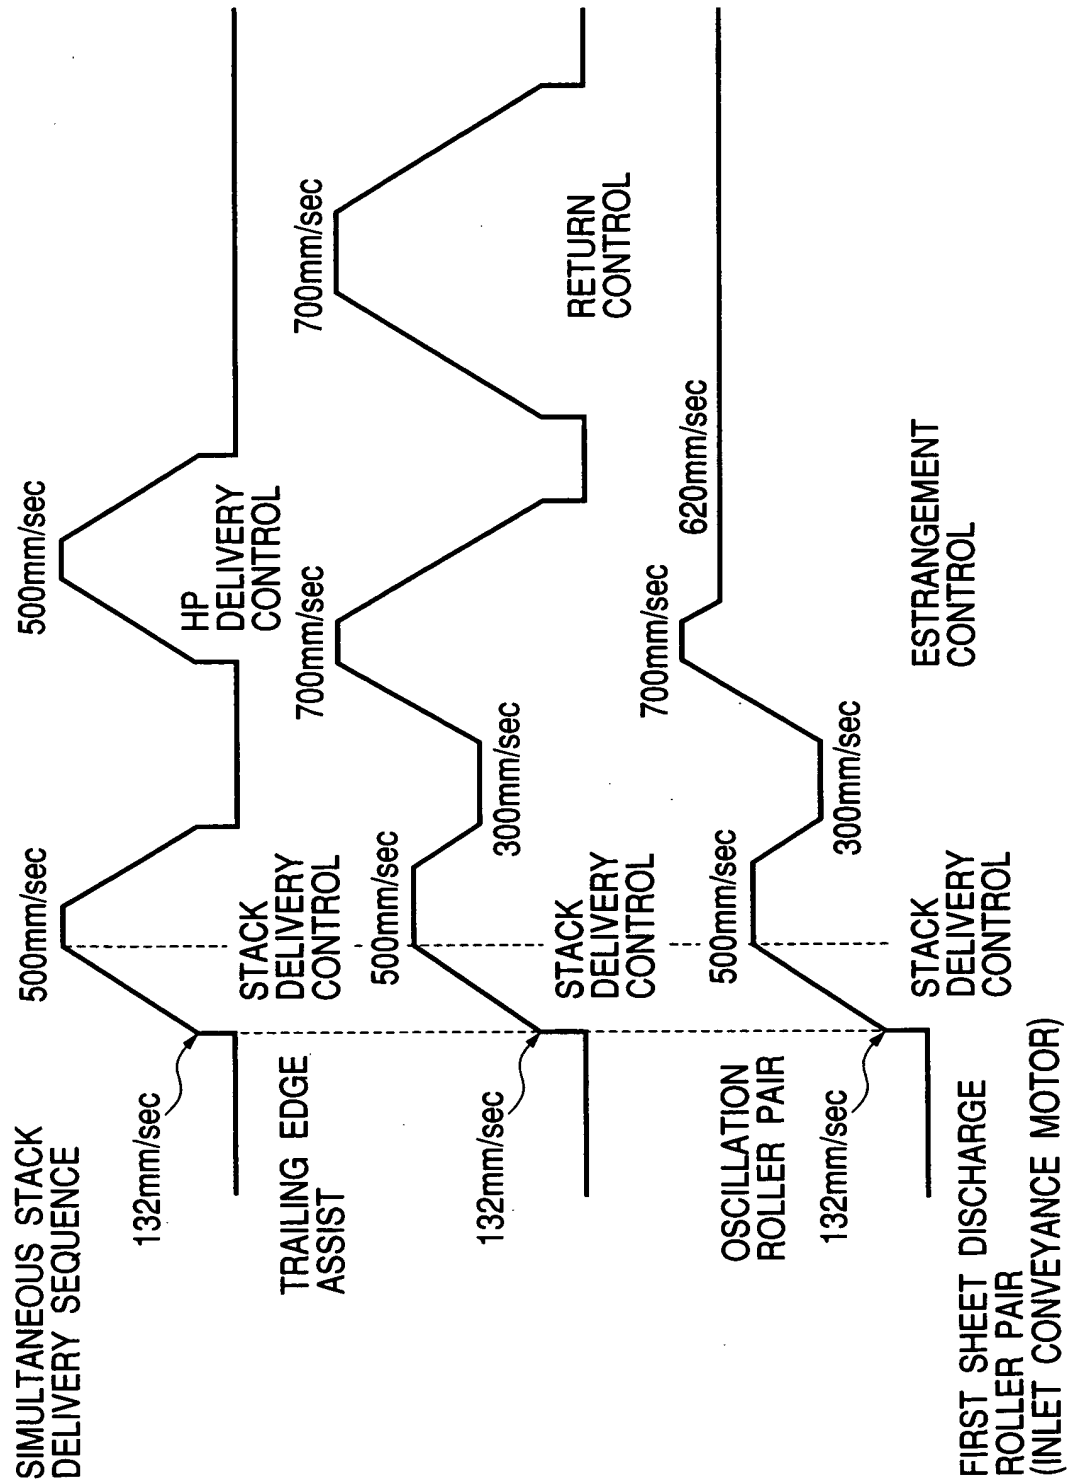 SIMULTANEOUS STACK
DELIVERY SEQUENCE
132mm/sec
500mm/sec
500mm/sec
TRAILING EDGE
ASSIST
STACK
DELIVERY
CONTROL
HP
DELIVERY
CONTROL
132mm/sec
500mm/sec
300mm/sec
700mm/sec
700mm/sec
OSCILLATION
ROLLER PAIR
STACK
DELIVERY
CONTROL
RETURN
CONTROL
132mm/sec
500mm/sec
300mm/sec
700mm/sec
620mm/sec
FIRST SHEET DISCHARGE
ROLLER PAIR
(INLET CONVEYANCE MOTOR)
STACK
DELIVERY
CONTROL
ESTRANGEMENT
CONTROL